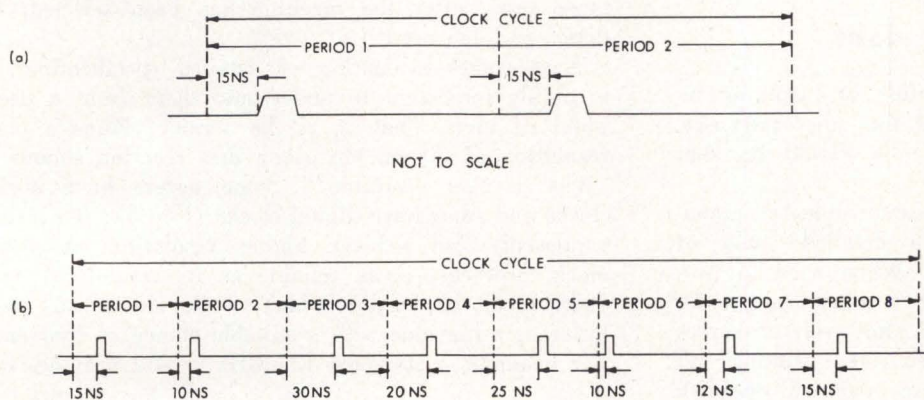 CLOCK CYCLE
(a)
PERIOD 1 PERIOD 2
15NS 15NS
NOT TO SCALE
CLOCK CYCLE
(b)
PERIOD 1 PERIOD 2 PERIOD 3 PERIOD 4 PERIOD 5 PERIOD 6 PERIOD 7 PERIOD 8
15NS 10NS 30NS 20NS 25NS 10NS 12NS 15NS